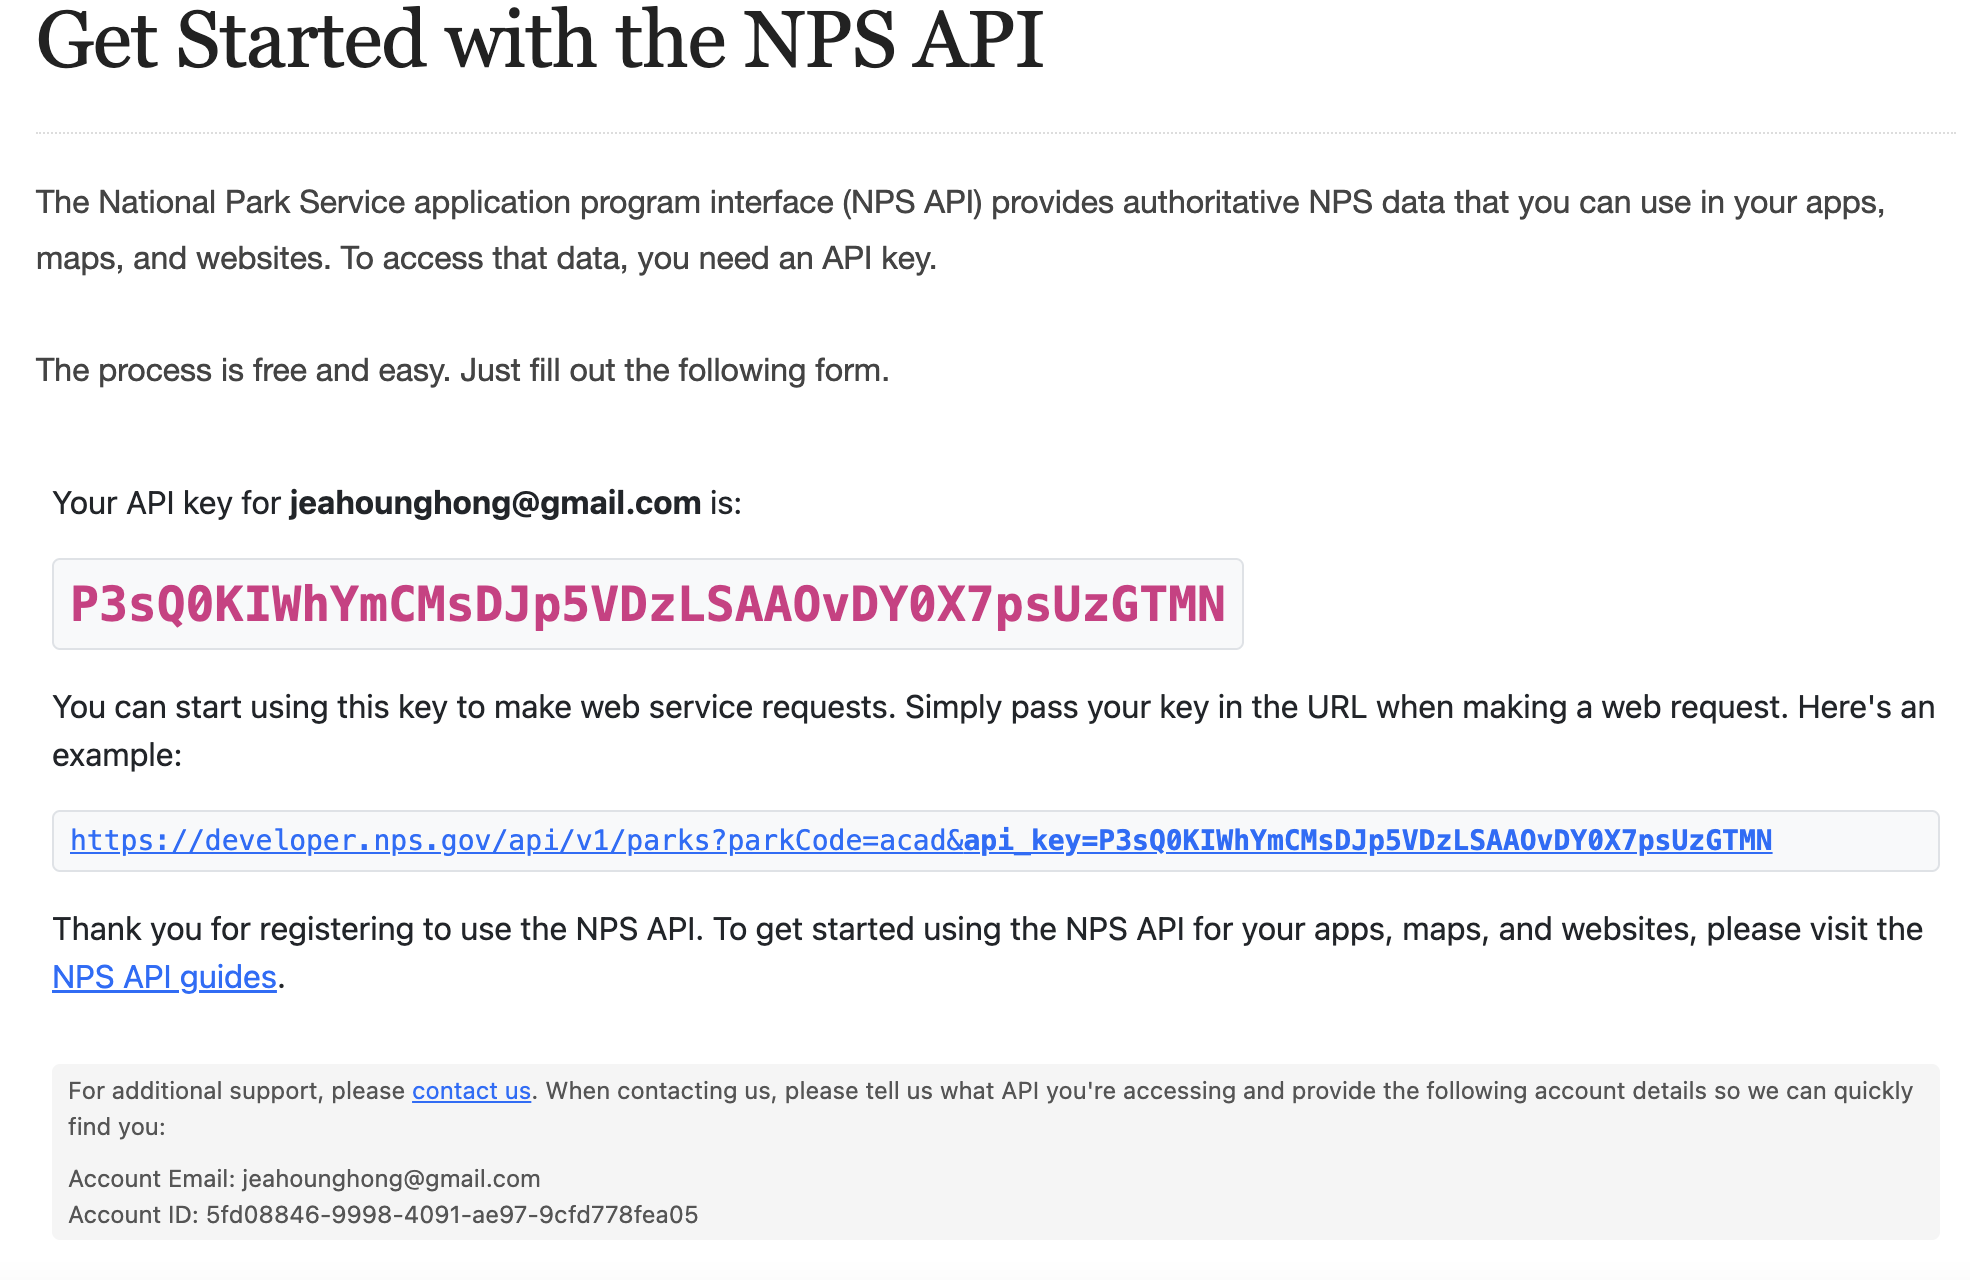 Get Started with the NPS API
The National Park Service application program interface (NPS API) provides authoritative NPS data that you can use in your apps,
maps, and websites. To access that data, you need an API key.
The process is free and easy. Just fill out the following form.
Your API key for jeahounghong@gmail.com is:
P3sQ0KIWhYmCMsDJp5VDzLSAAOvDY0X7psUzGTMN
You can start using this key to make web service requests. Simply pass your key in the URL when making a web request. Here's an
example:
https://developer.nps.gov/api/v1/parks?parkCode=acad&api_key=P3sQ0KIWhYmCMsDJp5VDzLSAAOvDY0X7psUzGTMN
Thank you for registering to use the NPS API. To get started using the NPS API for your apps, maps, and websites, please visit the
NPS API guides.
For additional support, please contact us. When contacting us, please tell us what API you're accessing and provide the following account details so we can quickly
find you:
Account Email: jeahounghong@gmail.com
Account ID: 5fd08846-9998-4091-ae97-9cfd778fea05